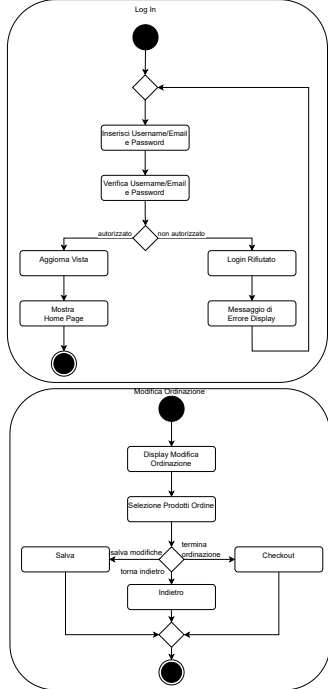 Log In
Inserisci Username/Email
e Password
Verifica Username/Email
e Password
autorizzato
non autorizzato
Aggiorna Vista
Login Rifiutato
Mostra
Home Page
Messaggio di
Errore Display
Modifica Ordinazione
Display Modifica
Ordinazione
Selezione Prodotti Ordine
salva modifiche
termina
ordinazione
Salva
Checkout
torna indietro
Indietro